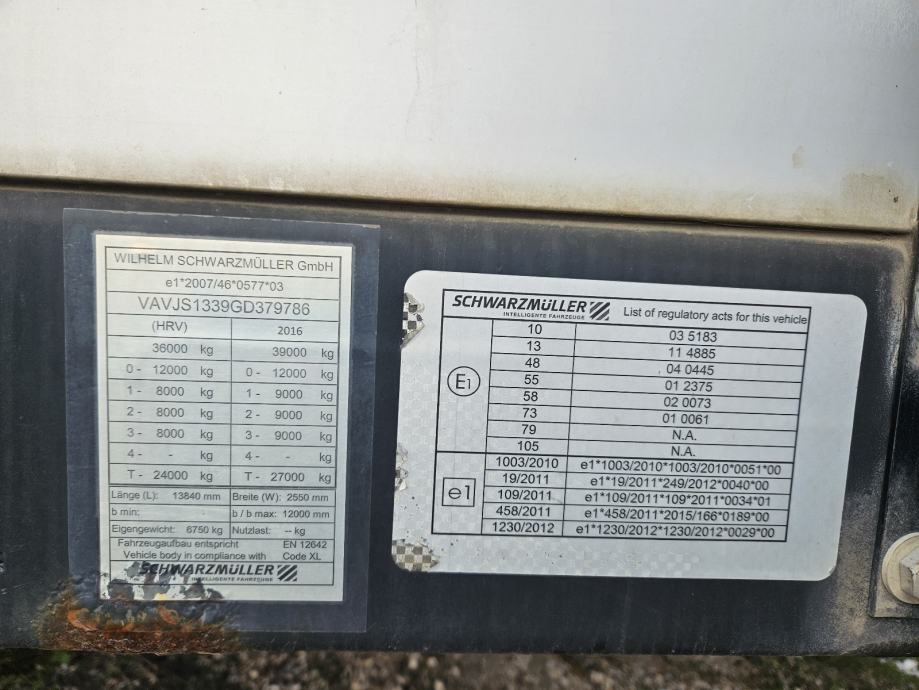 WILHELM SCHWARZMÜLLER GmbH
e1*2007/46*0577*03
VAVJS1339GD379786
(HRV) 2016
36000 kg 39000 kg
0 - 12000 kg 0 - 12000 kg
1 - 8000 kg 1 - 9000 kg
2 - 8000 kg 2 - 9000 kg
3 - 8000 kg 3 - 9000 kg
4 - - kg 4 - - kg
T - 24000 kg T - 27000 kg
Länge (L): 13840 mm Breite (W): 2550 mm
b min: mm b / b max: 12000 mm
Eigengewicht: 6750 kg Nutzlast: -- kg
Fahrzeugaufbau entspricht EN 12642
Vehicle body in compliance with Code XL
SCHWARZMÜLLER
INTELLIGENTE FAHRZEUGE
SCHWARZMÜLLER
INTELLIGENTE FAHRZEUGE
List of regulatory acts for this vehicle
E1
10 03 5183
13 11 4885
48 04 0445
55 01 2375
58 02 0073
73 01 0061
79 N.A.
105 N.A.
e1
1003/2010 e1*1003/2010*1003/2010*0051*00
19/2011 e1*19/2011*249/2012*0040*00
109/2011 e1*109/2011*109*2011*0034*01
458/2011 e1*458/2011*2015/166*0189*00
1230/2012 e1*1230/2012*1230/2012*0029*00